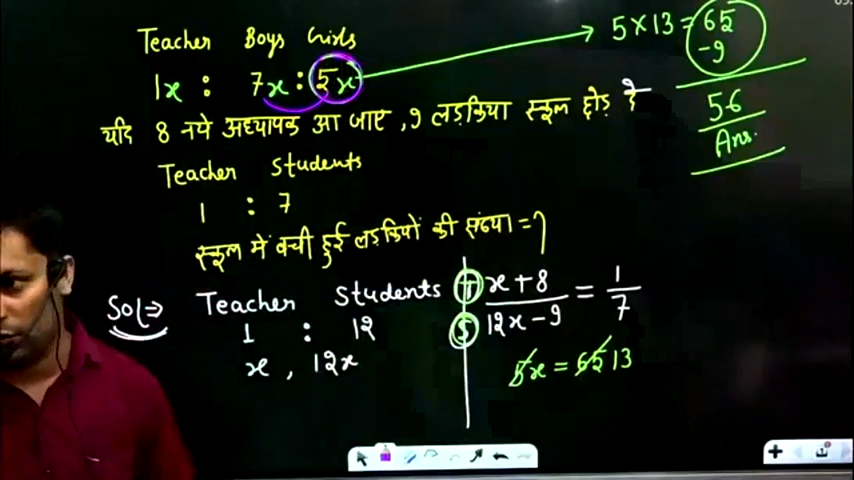 Teacher Boys Girls
1x : 7x : 5x
5 × 13 = 65
-9
56
Ans.
यदि 8 नये अध्यापक आ जाए, 9 लड़किया स्कूल छोड़ दे
Teacher Students
1 : 7
स्कूल में बची हुई लड़कियों की संख्या = ?
Sol ⇒ Teacher Students
1 : 12
x , 12x
T x + 8 / S 12x - 9 = 1/7
5x = 65 13